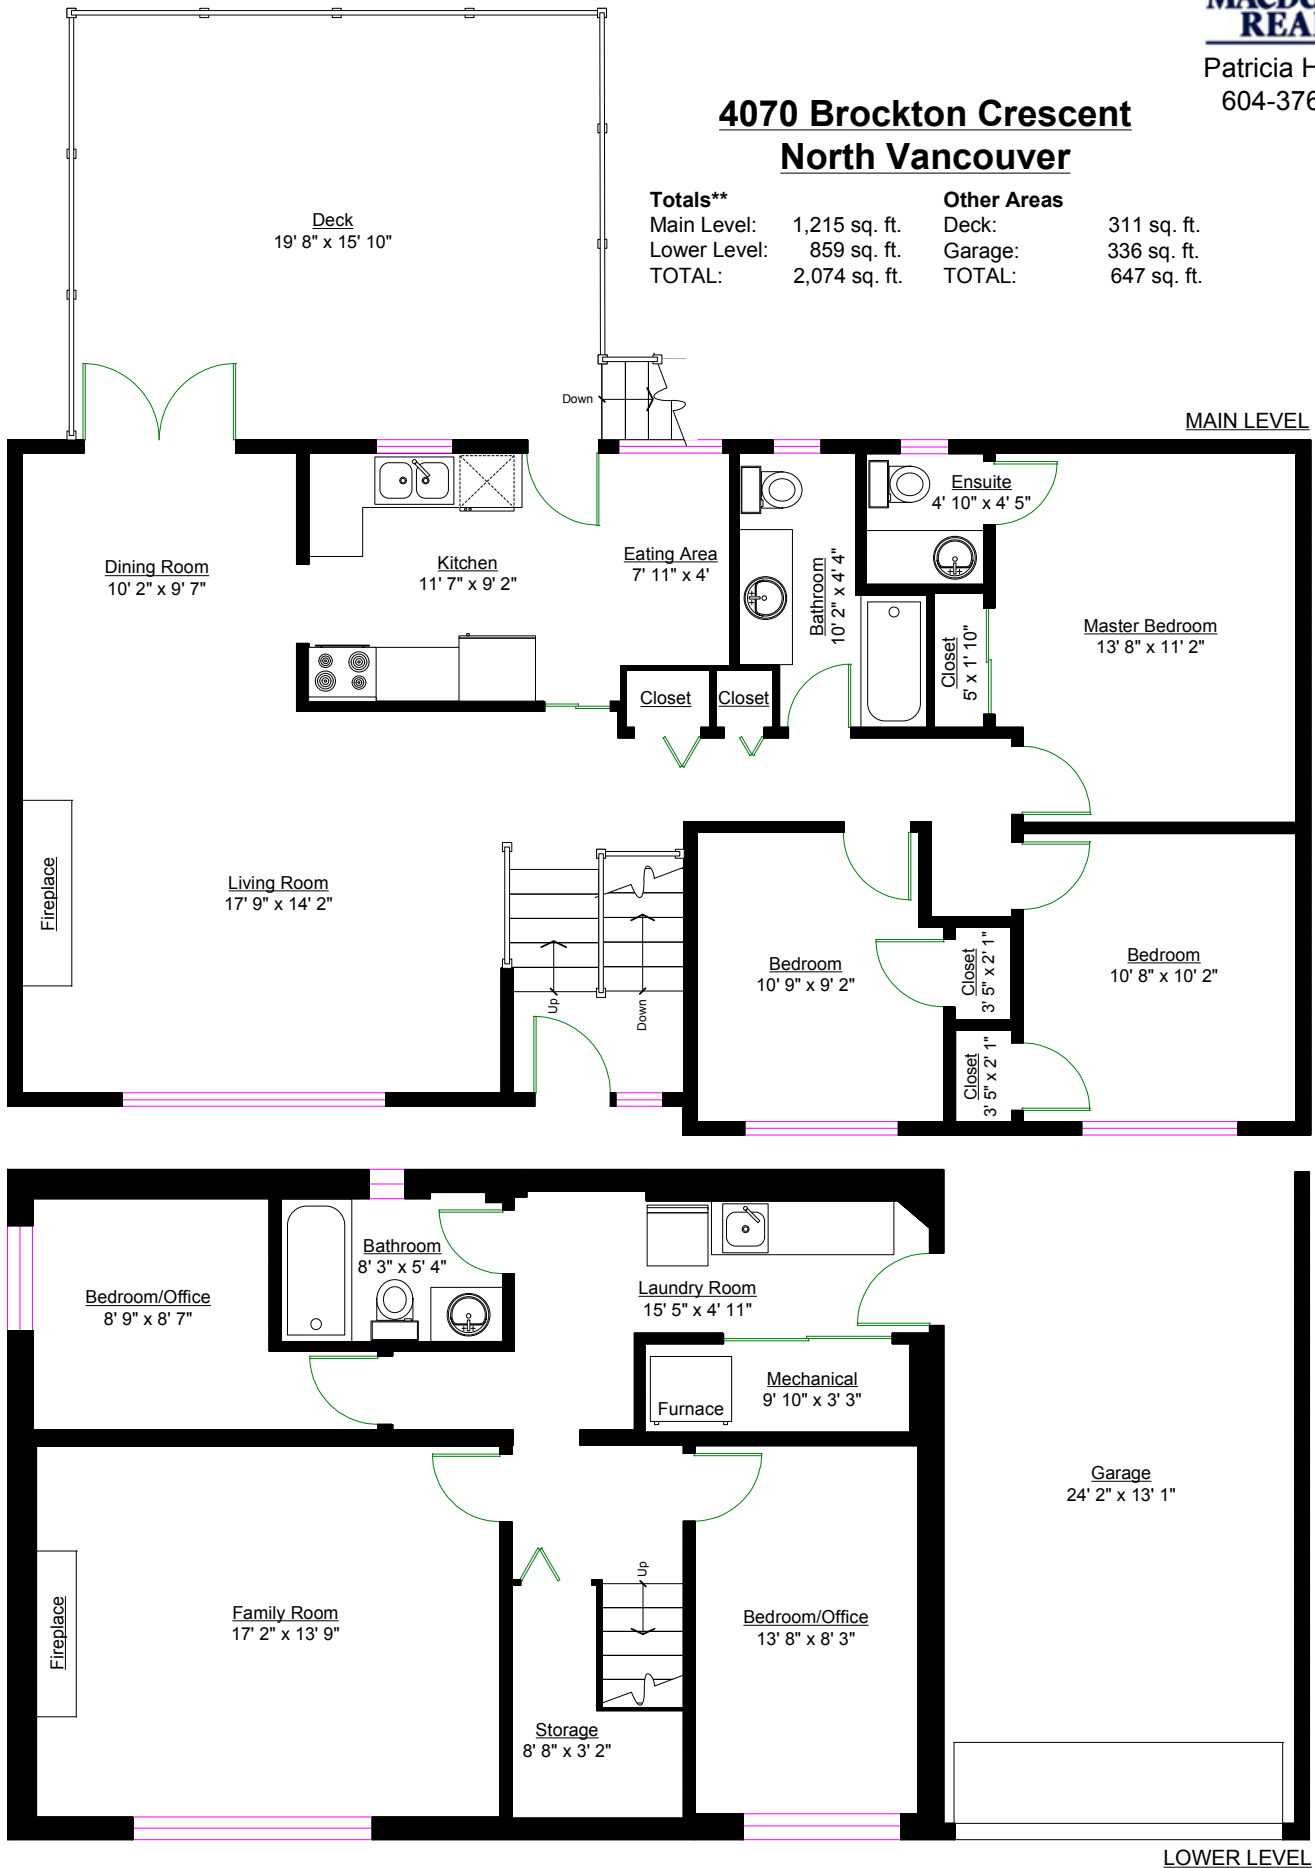 REA
Patricia H
604-376
4070 Brockton Crescent
North Vancouver
Totals**
Main Level: 1,215 sq. ft.
Lower Level: 859 sq. ft.
TOTAL: 2,074 sq. ft.
Other Areas
Deck: 311 sq. ft.
Garage: 336 sq. ft.
TOTAL: 647 sq. ft.
Deck
19' 8" x 15' 10"
Down
MAIN LEVEL
Ensuite
4' 10" x 4' 5"
Dining Room
10' 2" x 9' 7"
Kitchen
11' 7" x 9' 2"
Eating Area
7' 11" x 4'
Bathroom
10' 2" x 4' 4"
Closet
5' x 1' 10"
Master Bedroom
13' 8" x 11' 2"
Closet
Closet
Fireplace
Living Room
17' 9" x 14' 2"
Up
Down
Bedroom
10' 9" x 9' 2"
Closet
3' 5" x 2' 1"
Closet
3' 5" x 2' 1"
Bedroom
10' 8" x 10' 2"
Bathroom
8' 3" x 5' 4"
Bedroom/Office
8' 9" x 8' 7"
Laundry Room
15' 5" x 4' 11"
Mechanical
9' 10" x 3' 3"
Furnace
Garage
24' 2" x 13' 1"
Fireplace
Family Room
17' 2" x 13' 9"
Up
Bedroom/Office
13' 8" x 8' 3"
Storage
8' 8" x 3' 2"
LOWER LEVEL